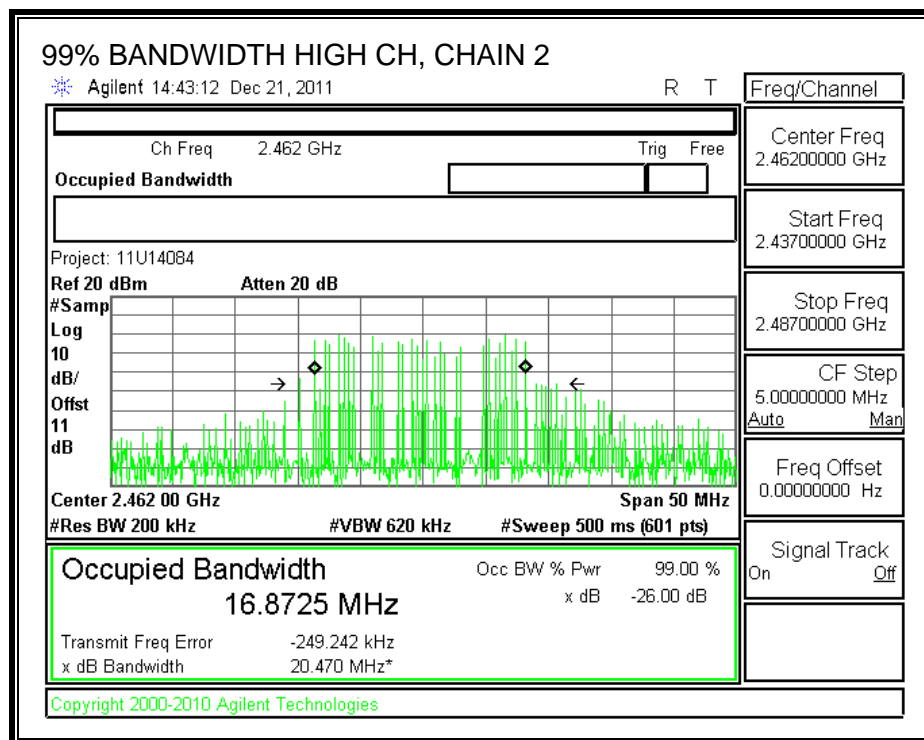 99% BANDWIDTH HIGH CH, CHAIN 2
Agilent 14:43:12 Dec 21, 2011
R T
Freq/Channel
Ch Freq 2.462 GHz
Trig Free
Occupied Bandwidth
Center Freq
2.46200000 GHz
Start Freq
2.43700000 GHz
Project: 11U14084
Ref 20 dBm
Atten 20 dB
#Samp
Log
10
dB/
Offst
11
dB
Stop Freq
2.48700000 GHz
CF Step
5.00000000 MHz
Auto Man
Freq Offset
0.00000000 Hz
Center 2.462 00 GHz
Span 50 MHz
#Res BW 200 kHz
#VBW 620 kHz
#Sweep 500 ms (601 pts)
Signal Track
On Off
Occupied Bandwidth
16.8725 MHz
Occ BW % Pwr 99.00 %
x dB -26.00 dB
Transmit Freq Error -249.242 kHz
x dB Bandwidth 20.470 MHz*
Copyright 2000-2010 Agilent Technologies